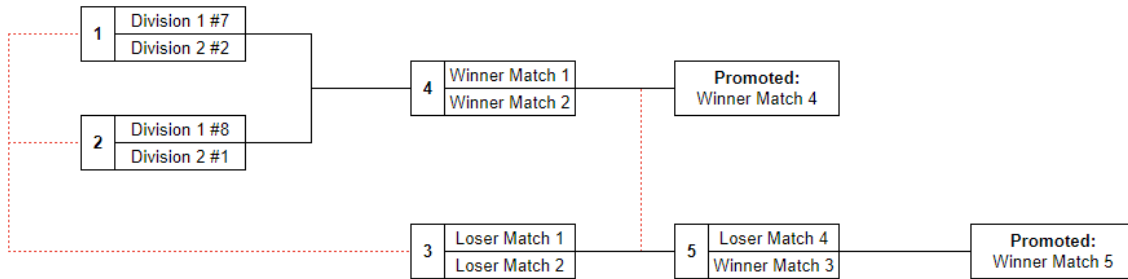 1
Division 1 #7
Division 2 #2
2
Division 1 #8
Division 2 #1
4
Winner Match 1
Winner Match 2
Promoted:
Winner Match 4
3
Loser Match 1
Loser Match 2
5
Loser Match 4
Winner Match 3
Promoted:
Winner Match 5